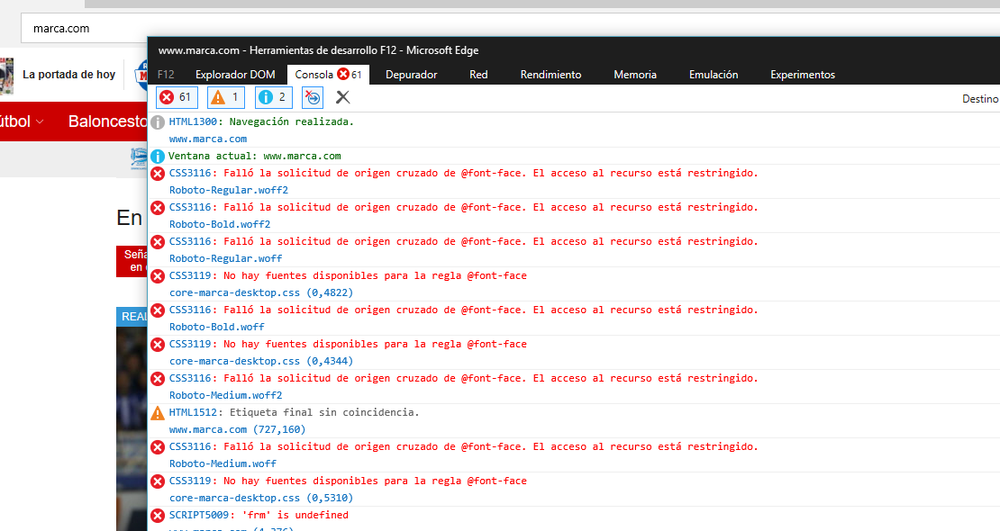 marca.com
www.marca.com - Herramientas de desarrollo F12 - Microsoft Edge
La portada de hoy
F12 Explorador DOM Consola 61 Depurador Red Rendimiento Memoria Emulación Experimentos
61 1 2
Destino
útbol Baloncesto
HTML1300: Navegación realizada.
www.marca.com
Ventana actual: www.marca.com
CSS3116: Falló la solicitud de origen cruzado de @font-face. El acceso al recurso está restringido.
Roboto-Regular.woff2
CSS3116: Falló la solicitud de origen cruzado de @font-face. El acceso al recurso está restringido.
Roboto-Bold.woff2
CSS3116: Falló la solicitud de origen cruzado de @font-face. El acceso al recurso está restringido.
Roboto-Regular.woff
CSS3119: No hay fuentes disponibles para la regla @font-face
core-marca-desktop.css (0,4822)
CSS3116: Falló la solicitud de origen cruzado de @font-face. El acceso al recurso está restringido.
Roboto-Bold.woff
CSS3119: No hay fuentes disponibles para la regla @font-face
core-marca-desktop.css (0,4344)
CSS3116: Falló la solicitud de origen cruzado de @font-face. El acceso al recurso está restringido.
Roboto-Medium.woff2
HTML1512: Etiqueta final sin coincidencia.
www.marca.com (727,160)
CSS3116: Falló la solicitud de origen cruzado de @font-face. El acceso al recurso está restringido.
Roboto-Medium.woff
CSS3119: No hay fuentes disponibles para la regla @font-face
core-marca-desktop.css (0,5310)
SCRIPT5009: 'frm' is undefined
En
Seña
en
REAL